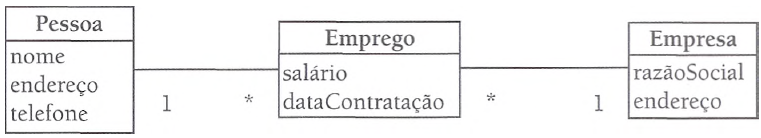 Pessoa
nome
endereço
telefone
1
*
Emprego
salário
dataContratação
*
1
Empresa
razãoSocial
endereço